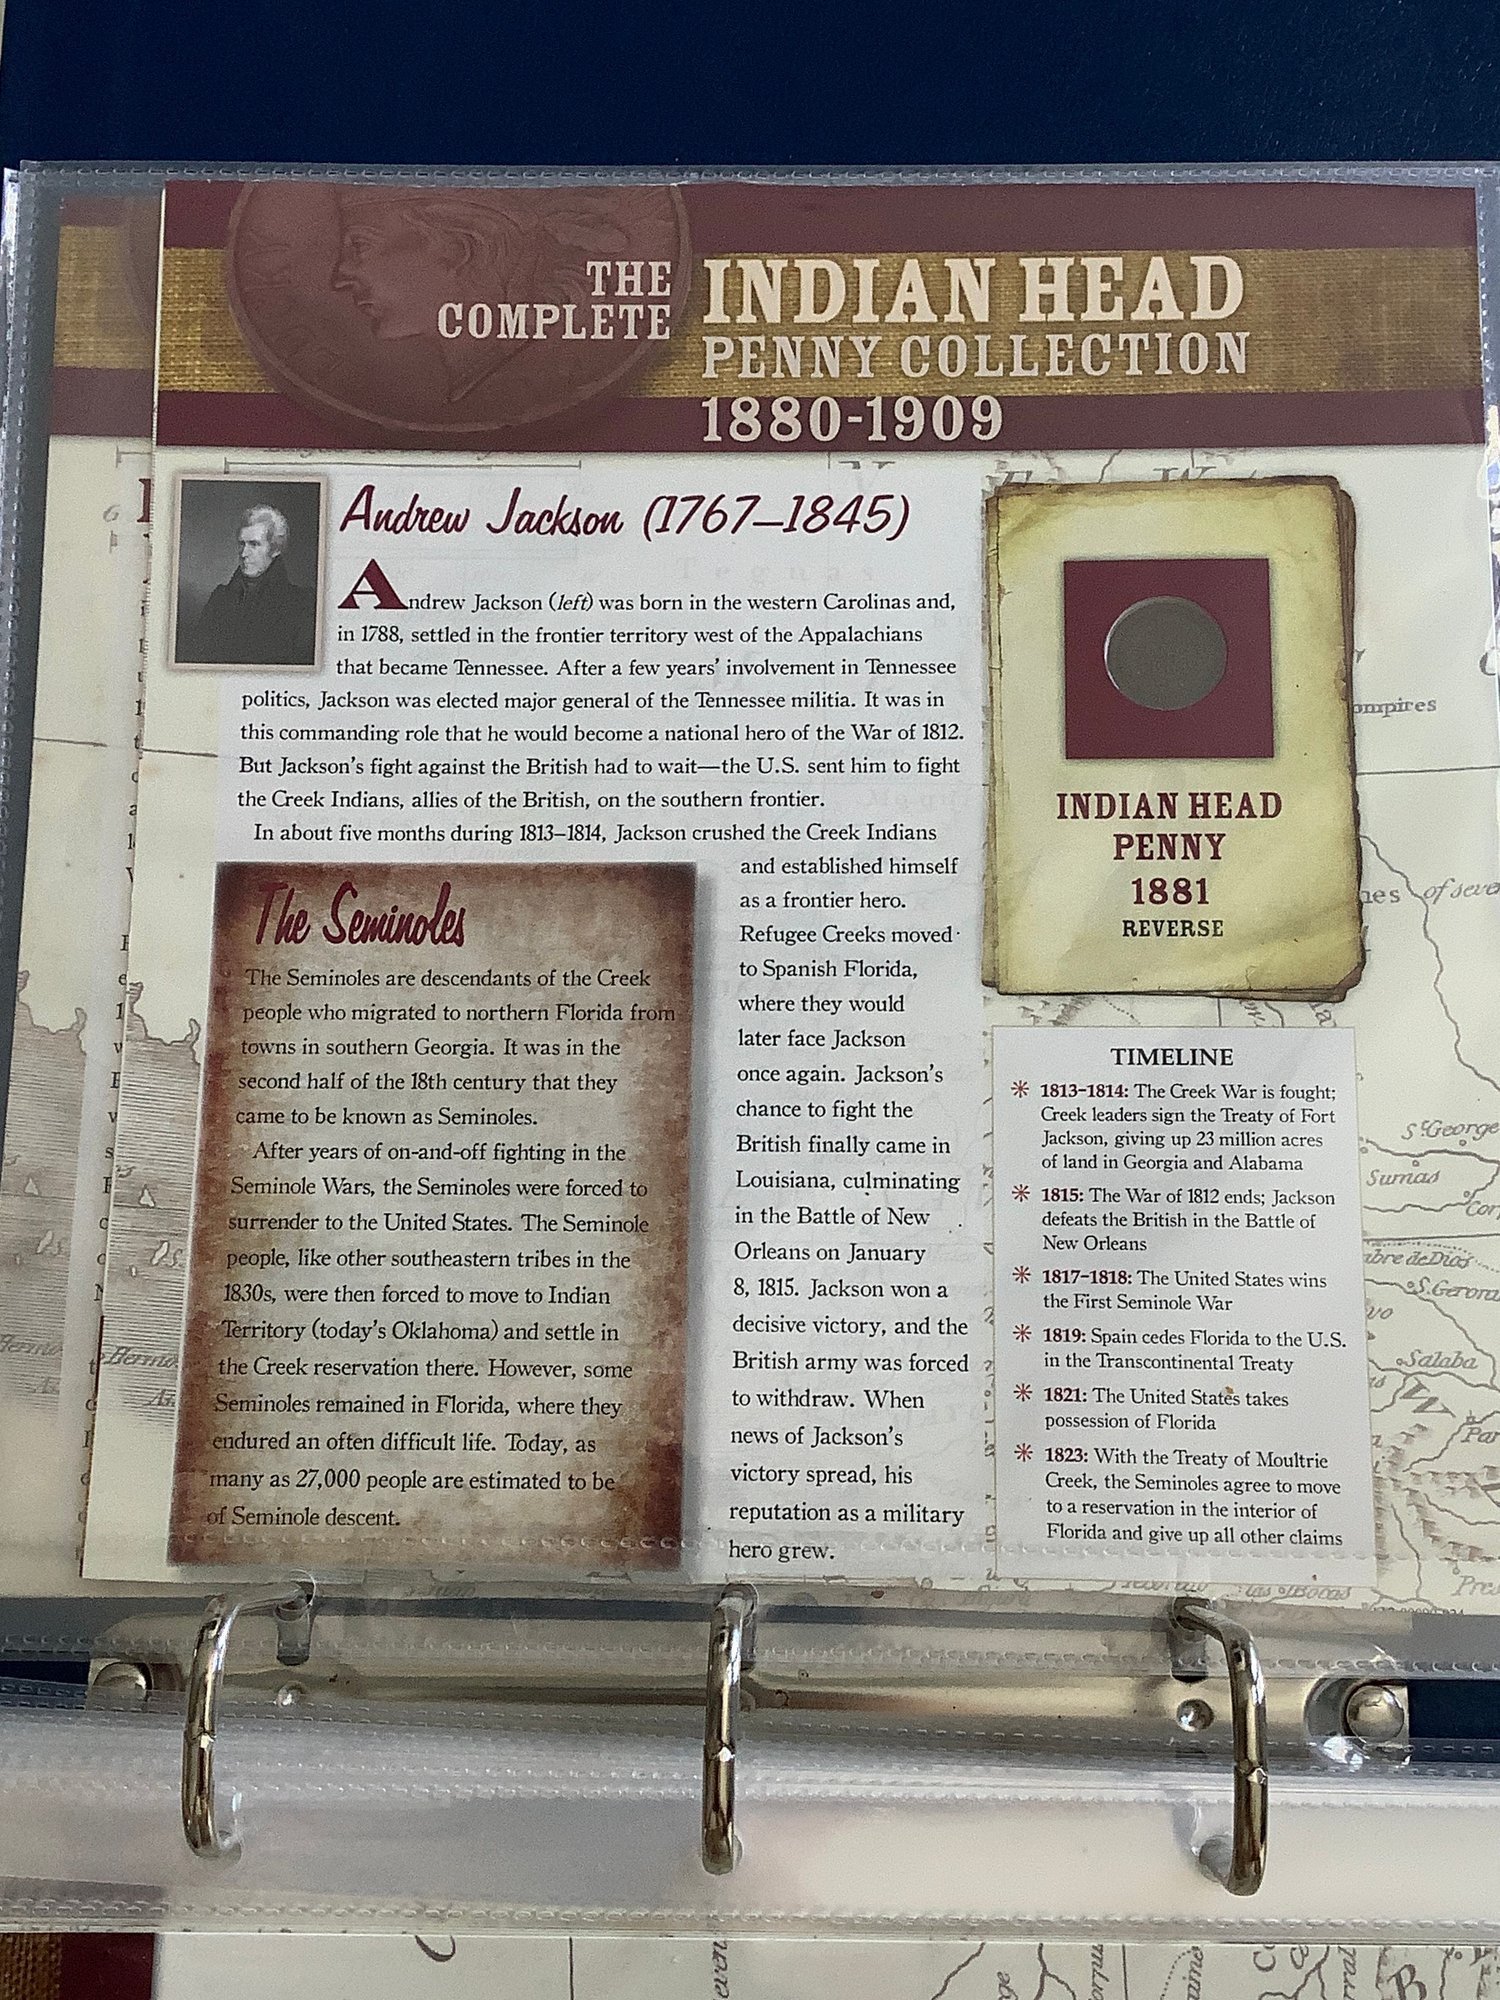 THE COMPLETE
INDIAN HEAD
PENNY COLLECTION
1880-1909
Andrew Jackson (1767–1845)
Andrew Jackson (left) was born in the western Carolinas and,
in 1788, settled in the frontier territory west of the Appalachians
that became Tennessee. After a few years' involvement in Tennessee
politics, Jackson was elected major general of the Tennessee militia. It was in
this commanding role that he would become a national hero of the War of 1812.
But Jackson's fight against the British had to wait—the U.S. sent him to fight
the Creek Indians, allies of the British, on the southern frontier.
In about five months during 1813–1814, Jackson crushed the Creek Indians
and established himself
as a frontier hero.
Refugee Creeks moved
to Spanish Florida,
where they would
later face Jackson
once again. Jackson's
chance to fight the
British finally came in
Louisiana, culminating
in the Battle of New
Orleans on January
8, 1815. Jackson won a
decisive victory, and the
British army was forced
to withdraw. When
news of Jackson's
victory spread, his
reputation as a military
hero grew.
The Seminoles
The Seminoles are descendants of the Creek
people who migrated to northern Florida from
towns in southern Georgia. It was in the
second half of the 18th century that they
came to be known as Seminoles.
After years of on-and-off fighting in the
Seminole Wars, the Seminoles were forced to
surrender to the United States. The Seminole
people, like other southeastern tribes in the
1830s, were then forced to move to Indian
Territory (today's Oklahoma) and settle in
the Creek reservation there. However, some
Seminoles remained in Florida, where they
endured an often difficult life. Today, as
many as 27,000 people are estimated to be
of Seminole descent.
INDIAN HEAD
PENNY
1881
REVERSE
TIMELINE
1813–1814: The Creek War is fought;
Creek leaders sign the Treaty of Fort
Jackson, giving up 23 million acres
of land in Georgia and Alabama
1815: The War of 1812 ends; Jackson
defeats the British in the Battle of
New Orleans
1817–1818: The United States wins
the First Seminole War
1819: Spain cedes Florida to the U.S.
in the Transcontinental Treaty
1821: The United States takes
possession of Florida
1823: With the Treaty of Moultrie
Creek, the Seminoles agree to move
to a reservation in the interior of
Florida and give up all other claims
ompires
of seve
St George
Sumas
bre de Dios
S. Gerona
Salaba